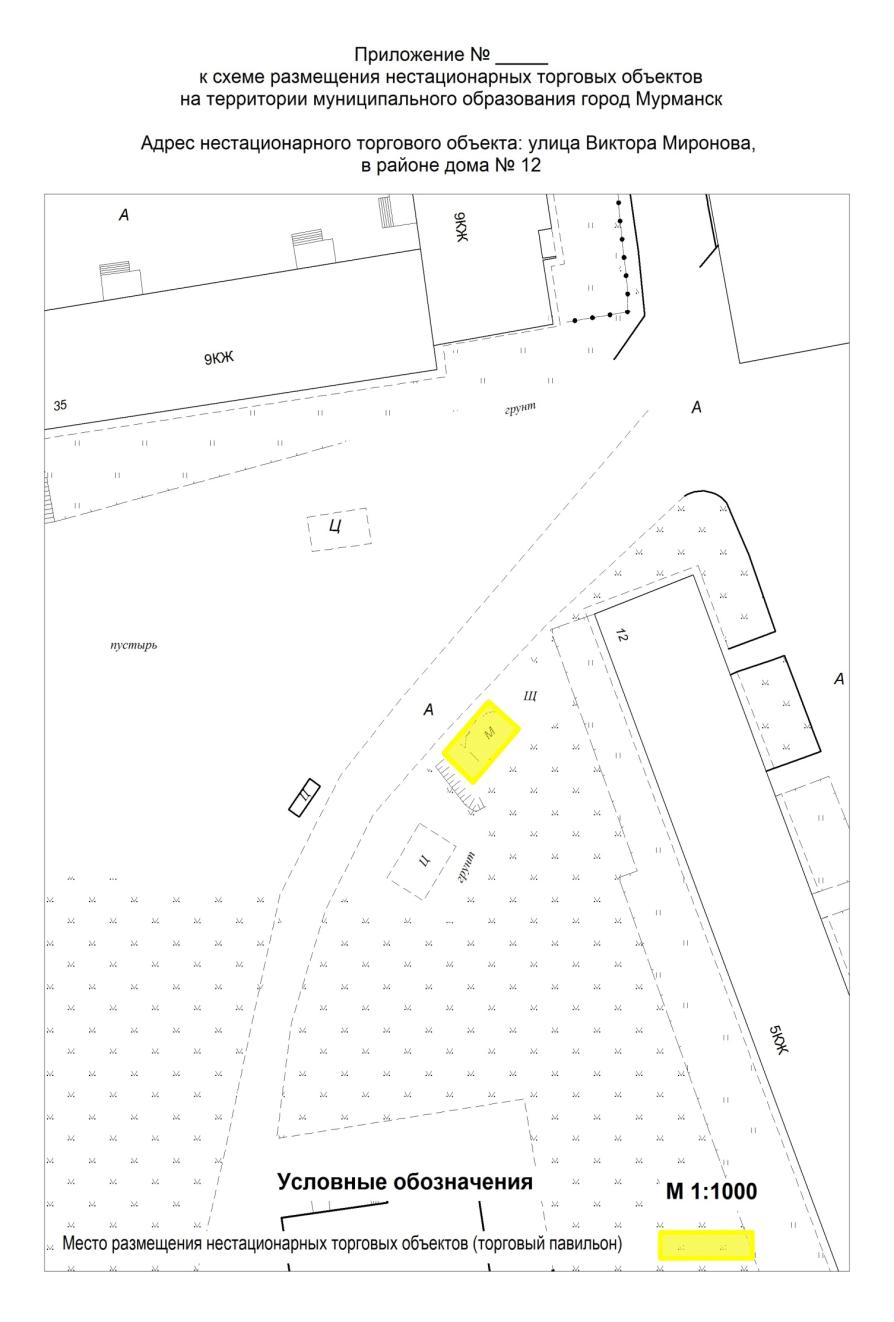 Приложение № _____
к схеме размещения нестационарных торговых объектов
на территории муниципального образования город Мурманск
Адрес нестационарного торгового объекта: улица Виктора Миронова,
в районе дома № 12
А
9КЖ
9КЖ
35
грунт
А
Ц
12
пустырь
Щ
А
А
М
Ц
Ц
грунт
5КЖ
Условные обозначения
М 1:1000
Место размещения нестационарных торговых объектов (торговый павильон)